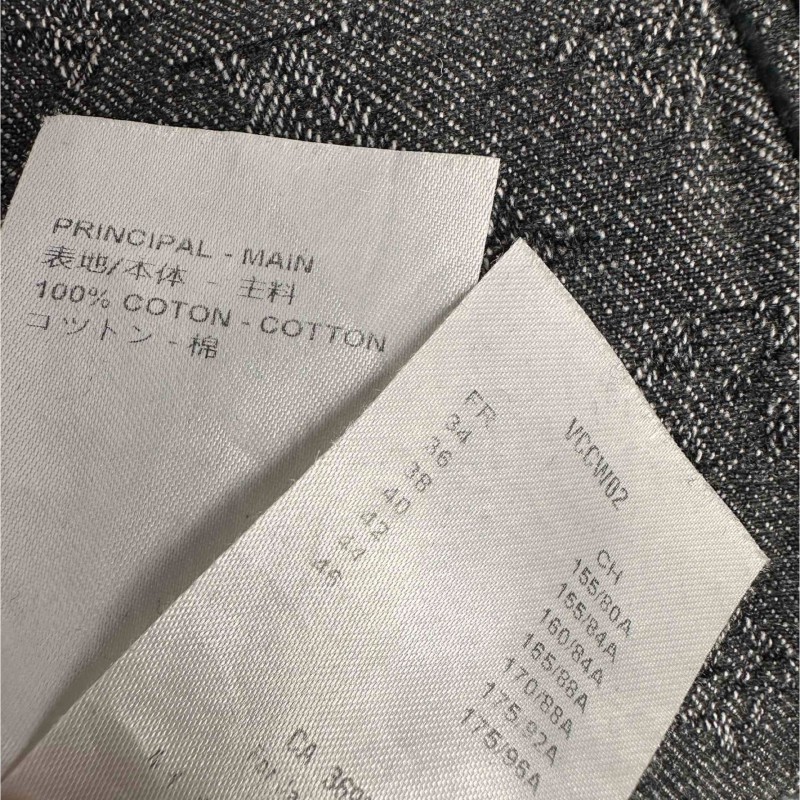 PRINCIPAL - MAIN
表地/本体 - 主料
100% COTON - COTTON
コットン - 棉
VCCW02
FR CH
34 155/80A
36 155/84A
38 160/84A
40 165/88A
42 170/88A
44 175/92A
46 175/96A
CA